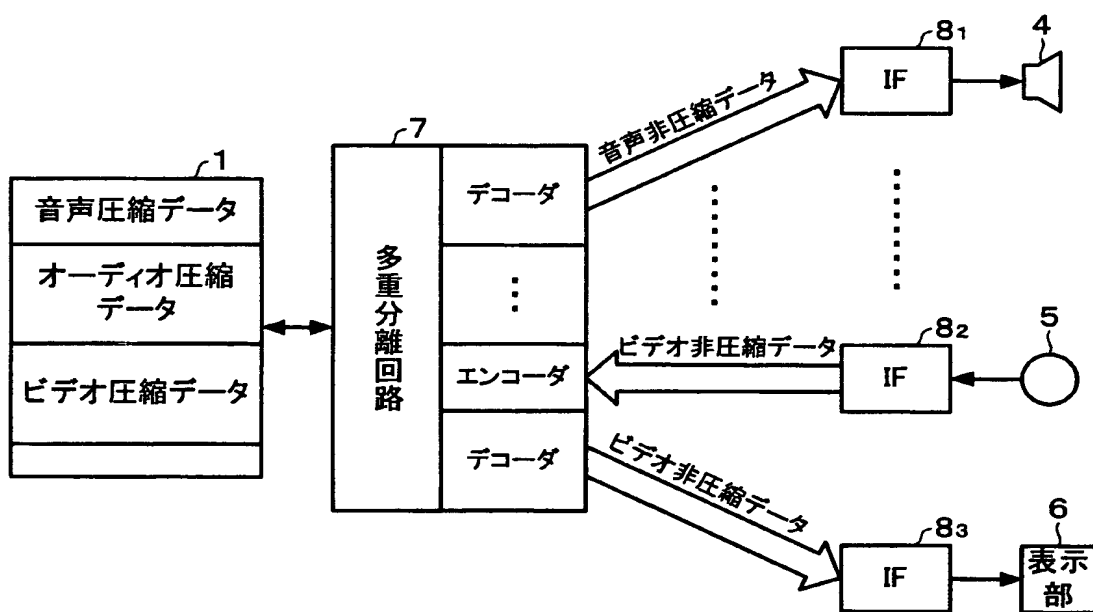 1
音声圧縮データ
オーディオ圧縮
データ
ビデオ圧縮データ
7
多重分離回路
デコーダ
エンコーダ
デコーダ
音声非圧縮データ
ビデオ非圧縮データ
ビデオ非圧縮データ
8₁
IF
4
8₂
IF
5
8₃
IF
6
表示
部